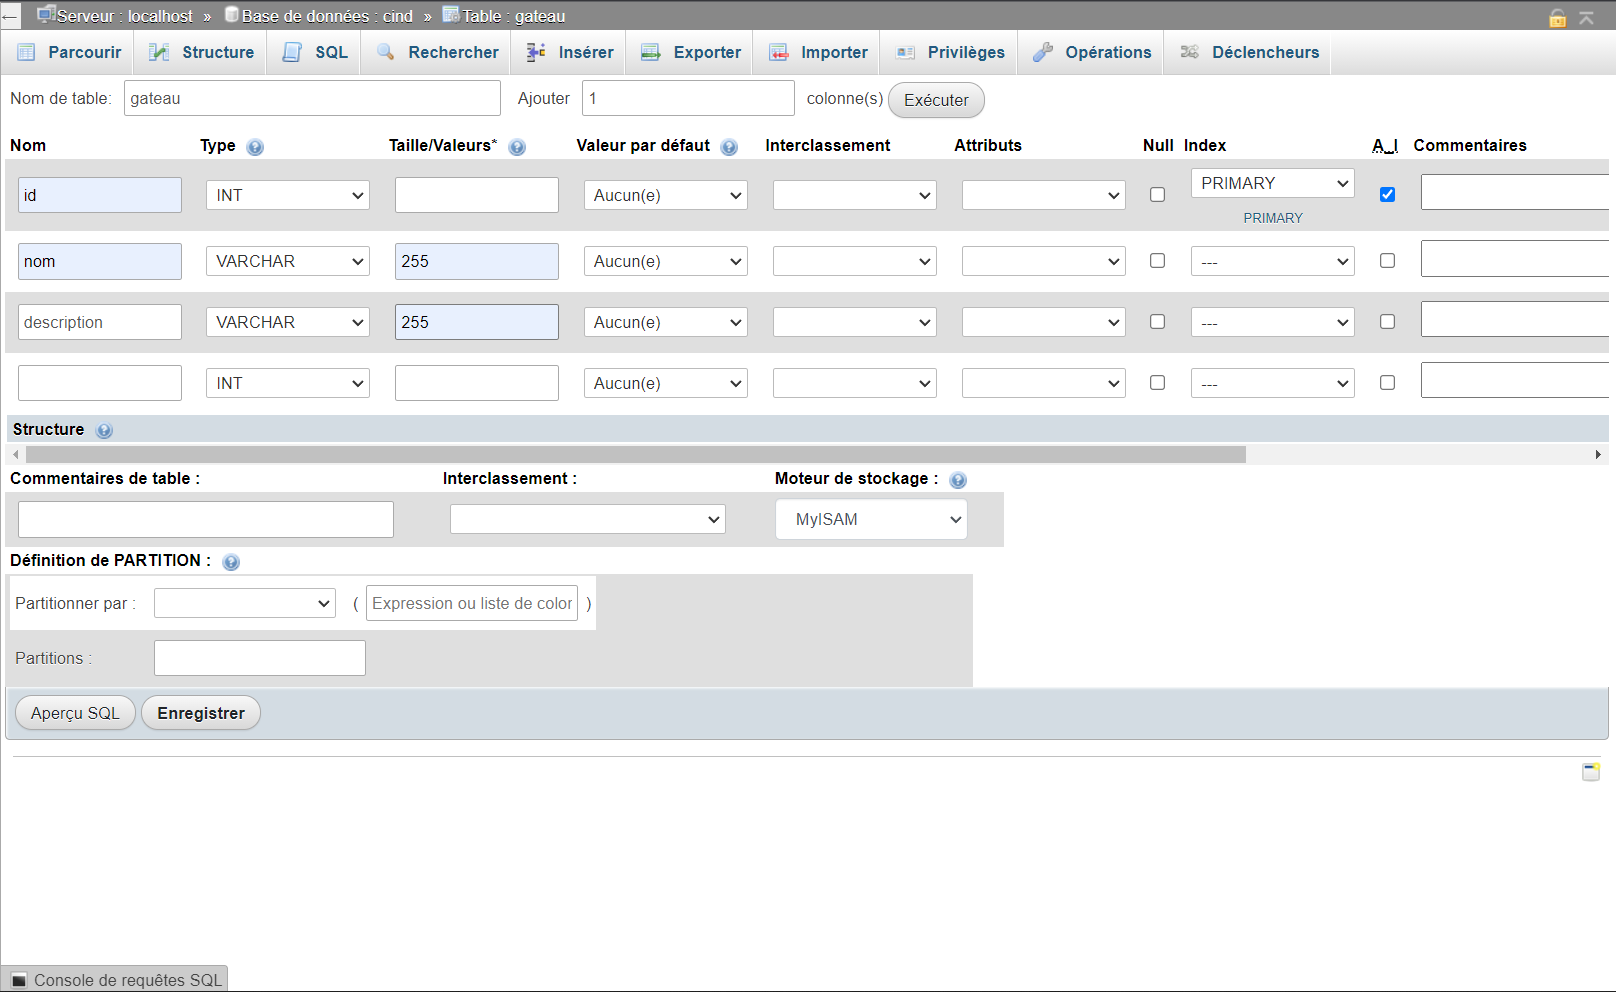 Serveur : localhost » Base de données : cind » Table : gateau
Parcourir Structure SQL Rechercher Insérer Exporter Importer Privilèges Opérations Déclencheurs
Nom de table: gateau Ajouter 1 colonne(s) Exécuter
Nom Type Taille/Valeurs* Valeur par défaut Interclassement Attributs Null Index A_I Commentaires
id INT Aucun(e) PRIMARY
PRIMARY
nom VARCHAR 255 Aucun(e) ---
description VARCHAR 255 Aucun(e) ---
INT Aucun(e) ---
Structure
Commentaires de table : Interclassement : Moteur de stockage :
MyISAM
Définition de PARTITION :
Partitionner par : ( Expression ou liste de color )
Partitions :
Aperçu SQL Enregistrer
Console de requêtes SQL